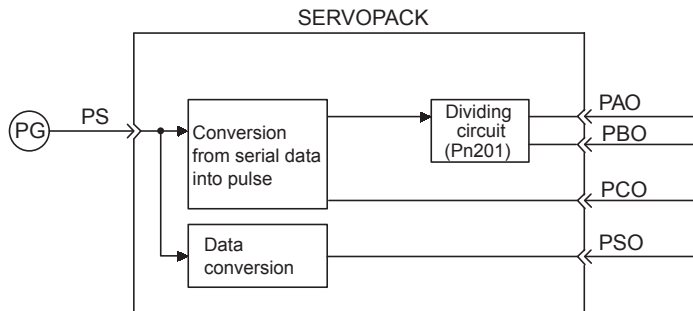 SERVOPACK
PG
PS
Conversion
from serial data
into pulse
Dividing
circuit
(Pn201)
PAO
PBO
PCO
Data
conversion
PSO